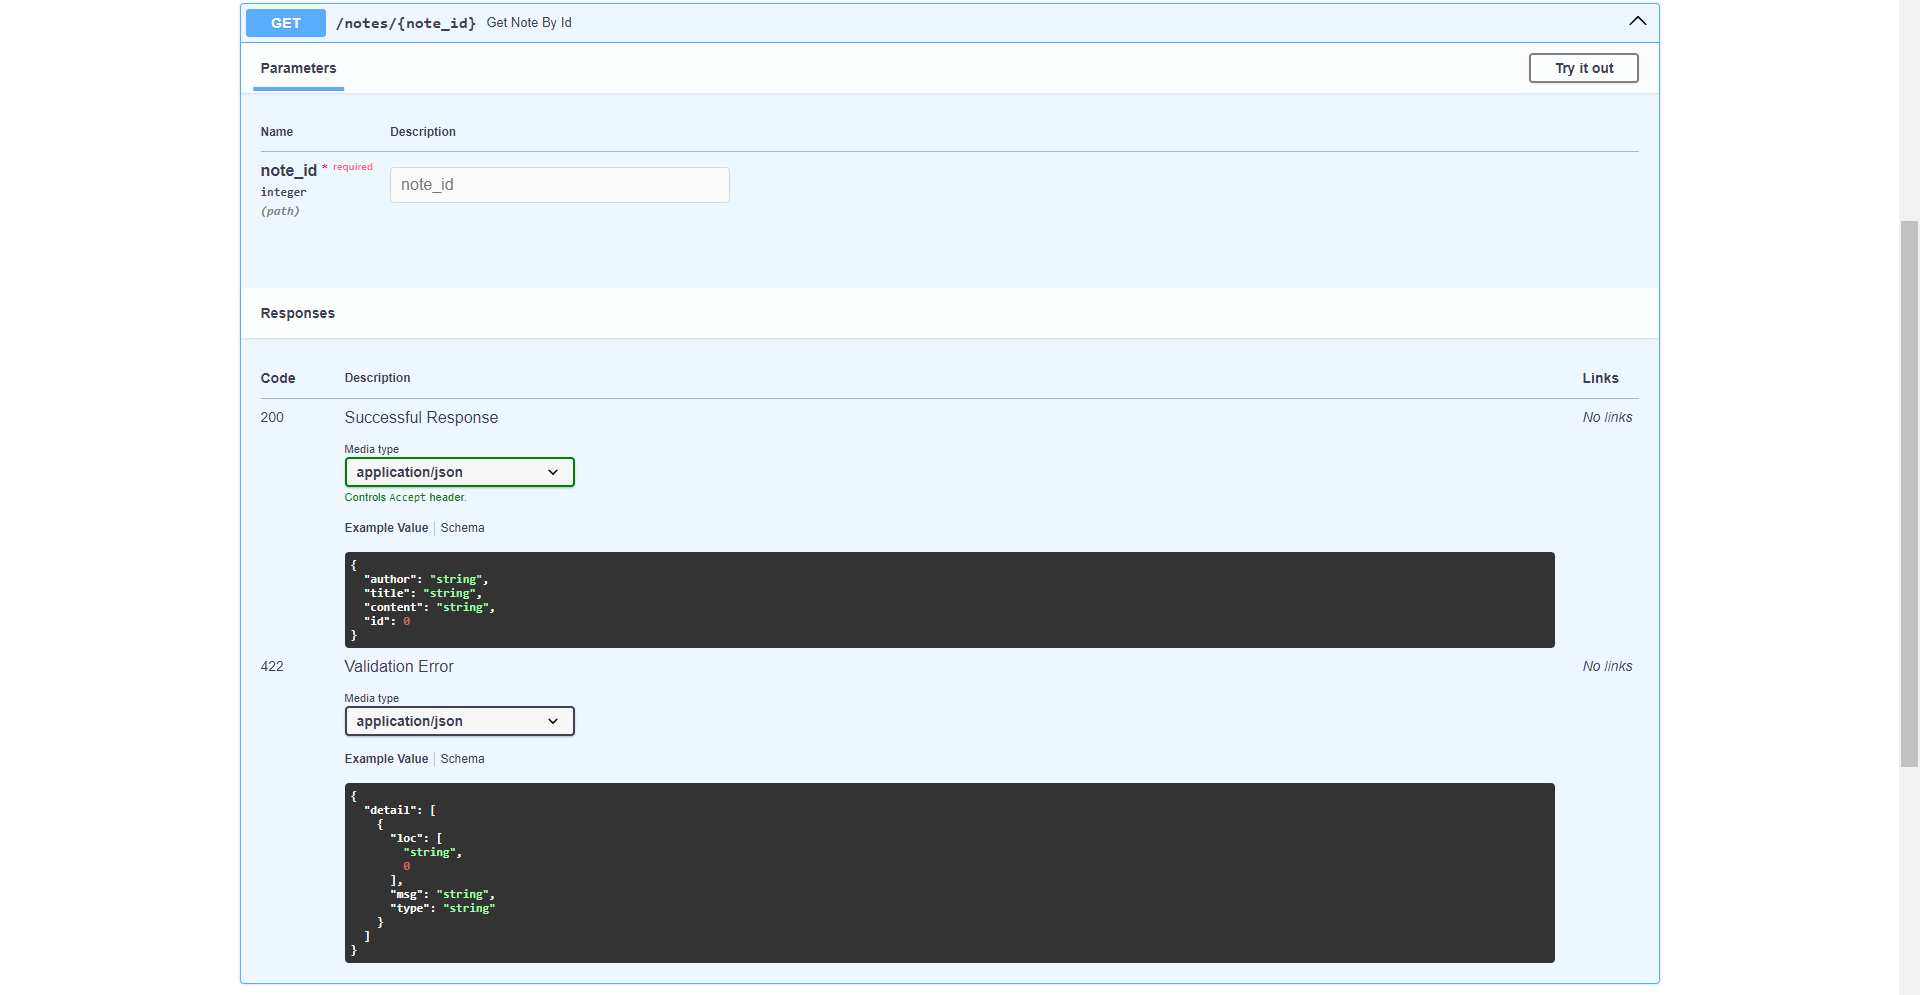 GET /notes/{note_id} Get Note By Id
Parameters Try it out
Name Description
note_id * required
integer
(path)
note_id
Responses
Code Description Links
200 Successful Response No links
Media type
application/json
Controls Accept header.
Example Value Schema
{
  "author": "string",
  "title": "string",
  "content": "string",
  "id": 0
}
422 Validation Error No links
Media type
application/json
Example Value Schema
{
  "detail": [
    {
      "loc": [
        "string",
        0
      ],
      "msg": "string",
      "type": "string"
    }
  ]
}